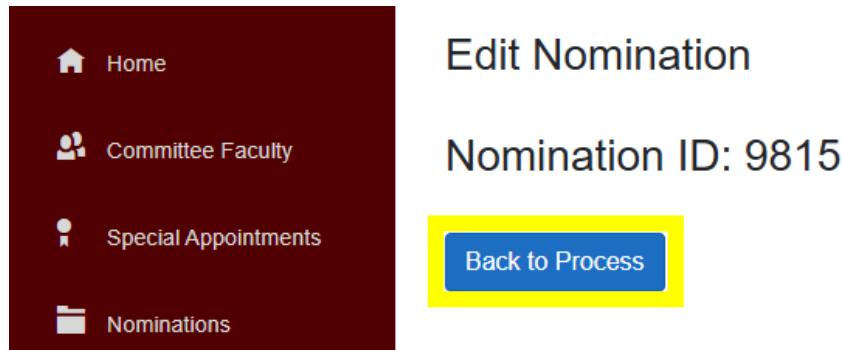 Home
Committee Faculty
Special Appointments
Nominations
Edit Nomination
Nomination ID: 9815
Back to Process